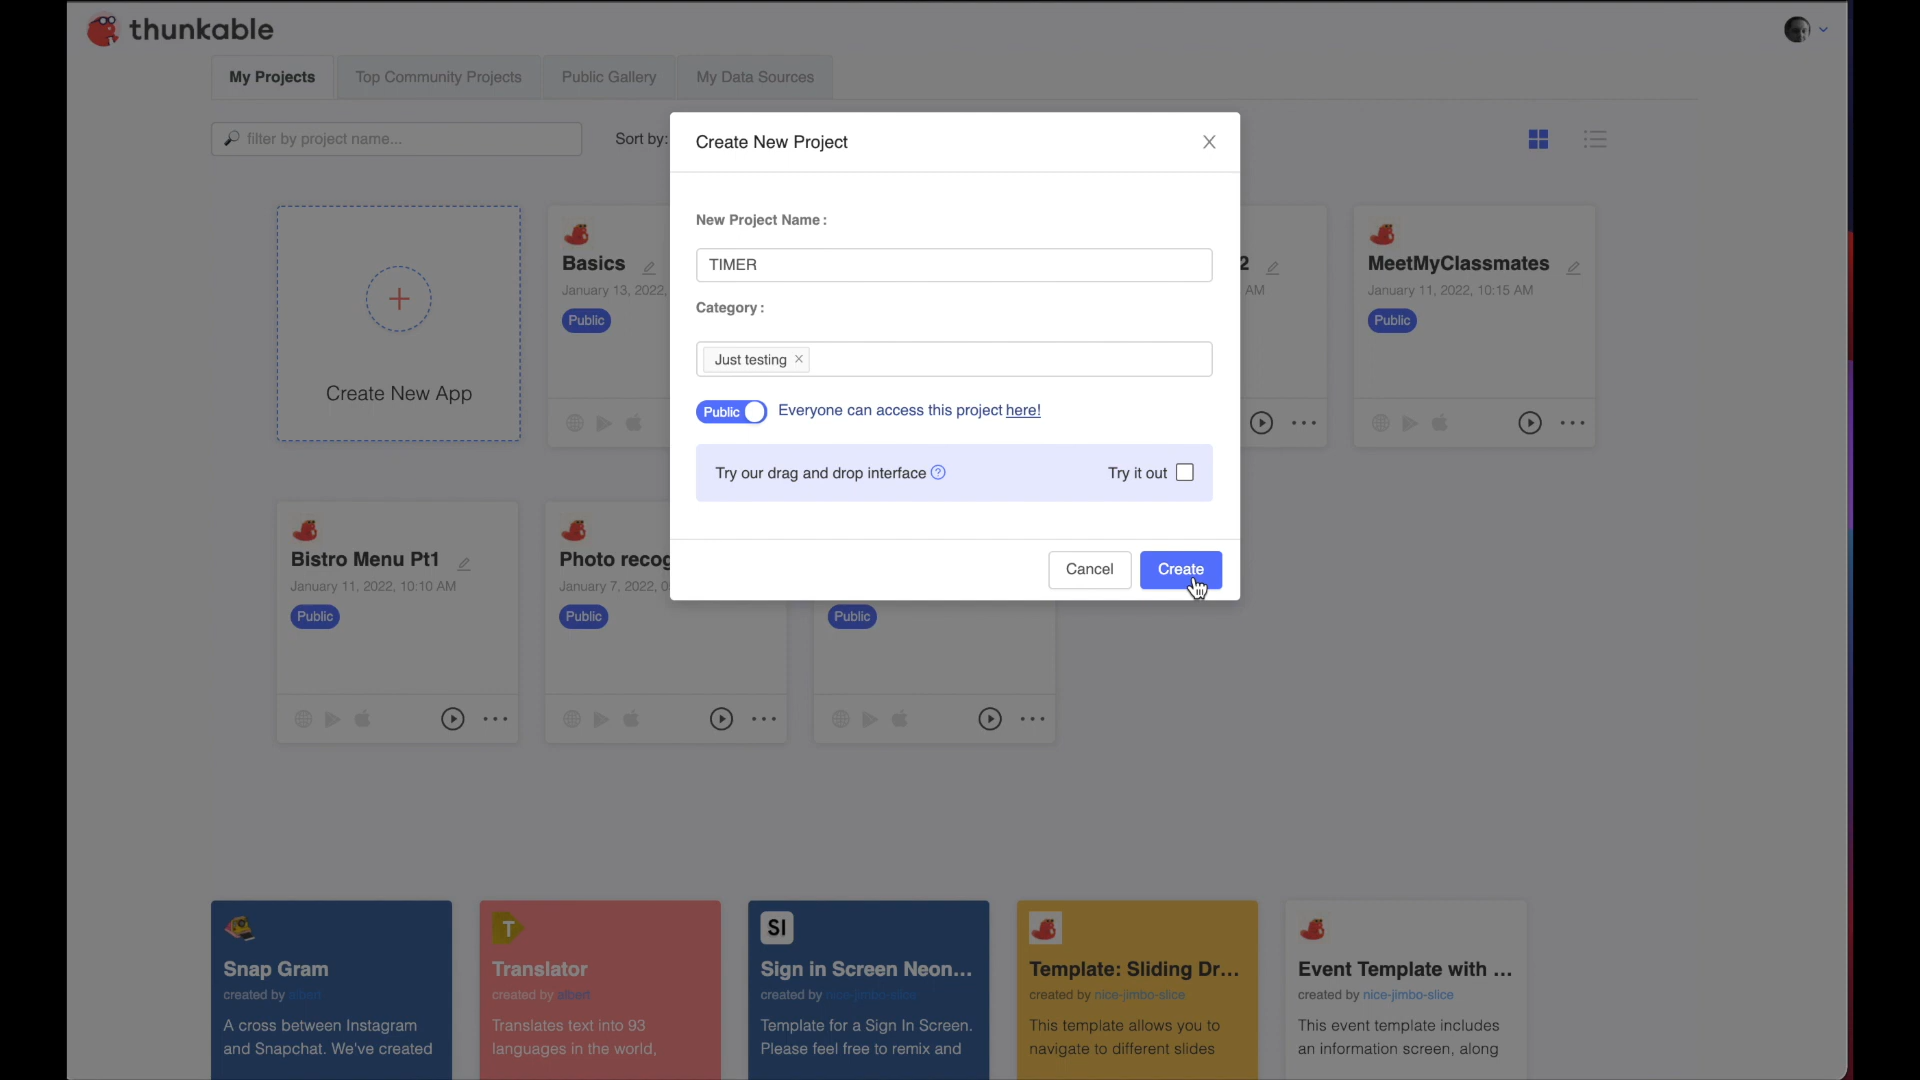 thunkable
My Projects
Top Community Projects
Public Gallery
My Data Sources
filter by project name...
Sort by:
Create New Project
New Project Name :
TIMER
Category :
Just testing
Public
Everyone can access this project here!
Try our drag and drop interface
Try it out
Cancel
Create
Create New App
Basics
January 13, 2022,
Public
2
AM
MeetMyClassmates
January 11, 2022, 10:15 AM
Public
Bistro Menu Pt1
January 11, 2022, 10:10 AM
Public
Photo recog
January 7, 2022, 0
Public
Public
Snap Gram
created by albert
A cross between Instagram
and Snapchat. We've created
T
Translator
created by albert
Translates text into 93
languages in the world,
SI
Sign in Screen Neon...
created by nice-jimbo-slice
Template for a Sign In Screen.
Please feel free to remix and
Template: Sliding Dr...
created by nice-jimbo-slice
This template allows you to
navigate to different slides
Event Template with ...
created by nice-jimbo-slice
This event template includes
an information screen, along